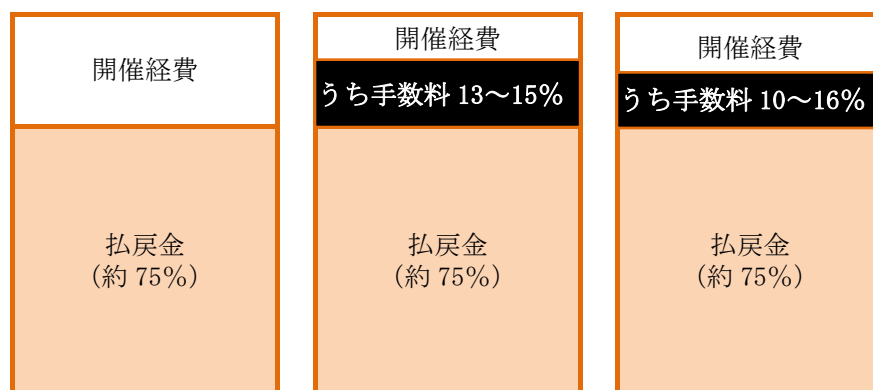 開催経費
払戻金
(約 75%)
開催経費
うち手数料 13～15%
払戻金
(約 75%)
開催経費
うち手数料 10～16%
払戻金
(約 75%)